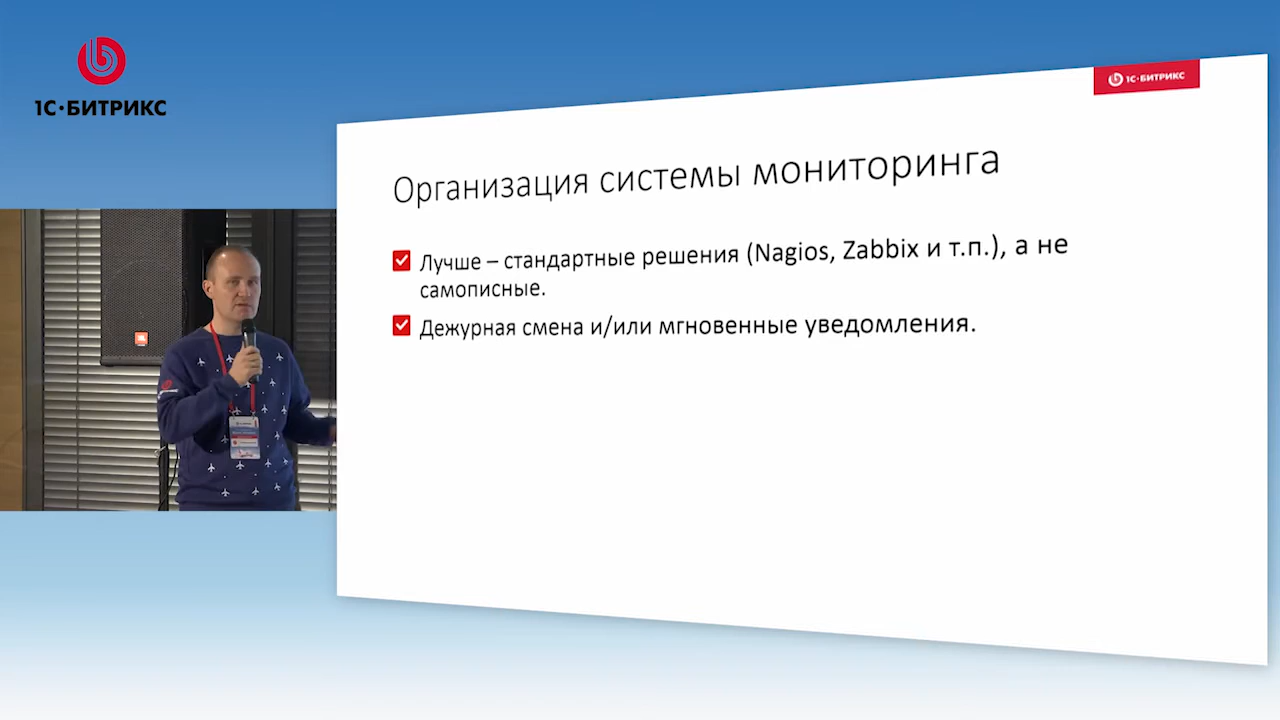 1С·БИТРИКС
1С·БИТРИКС
Организация системы мониторинга
Лучше – стандартные решения (Nagios, Zabbix и т.п.), а не
самописные.
Дежурная смена и/или мгновенные уведомления.